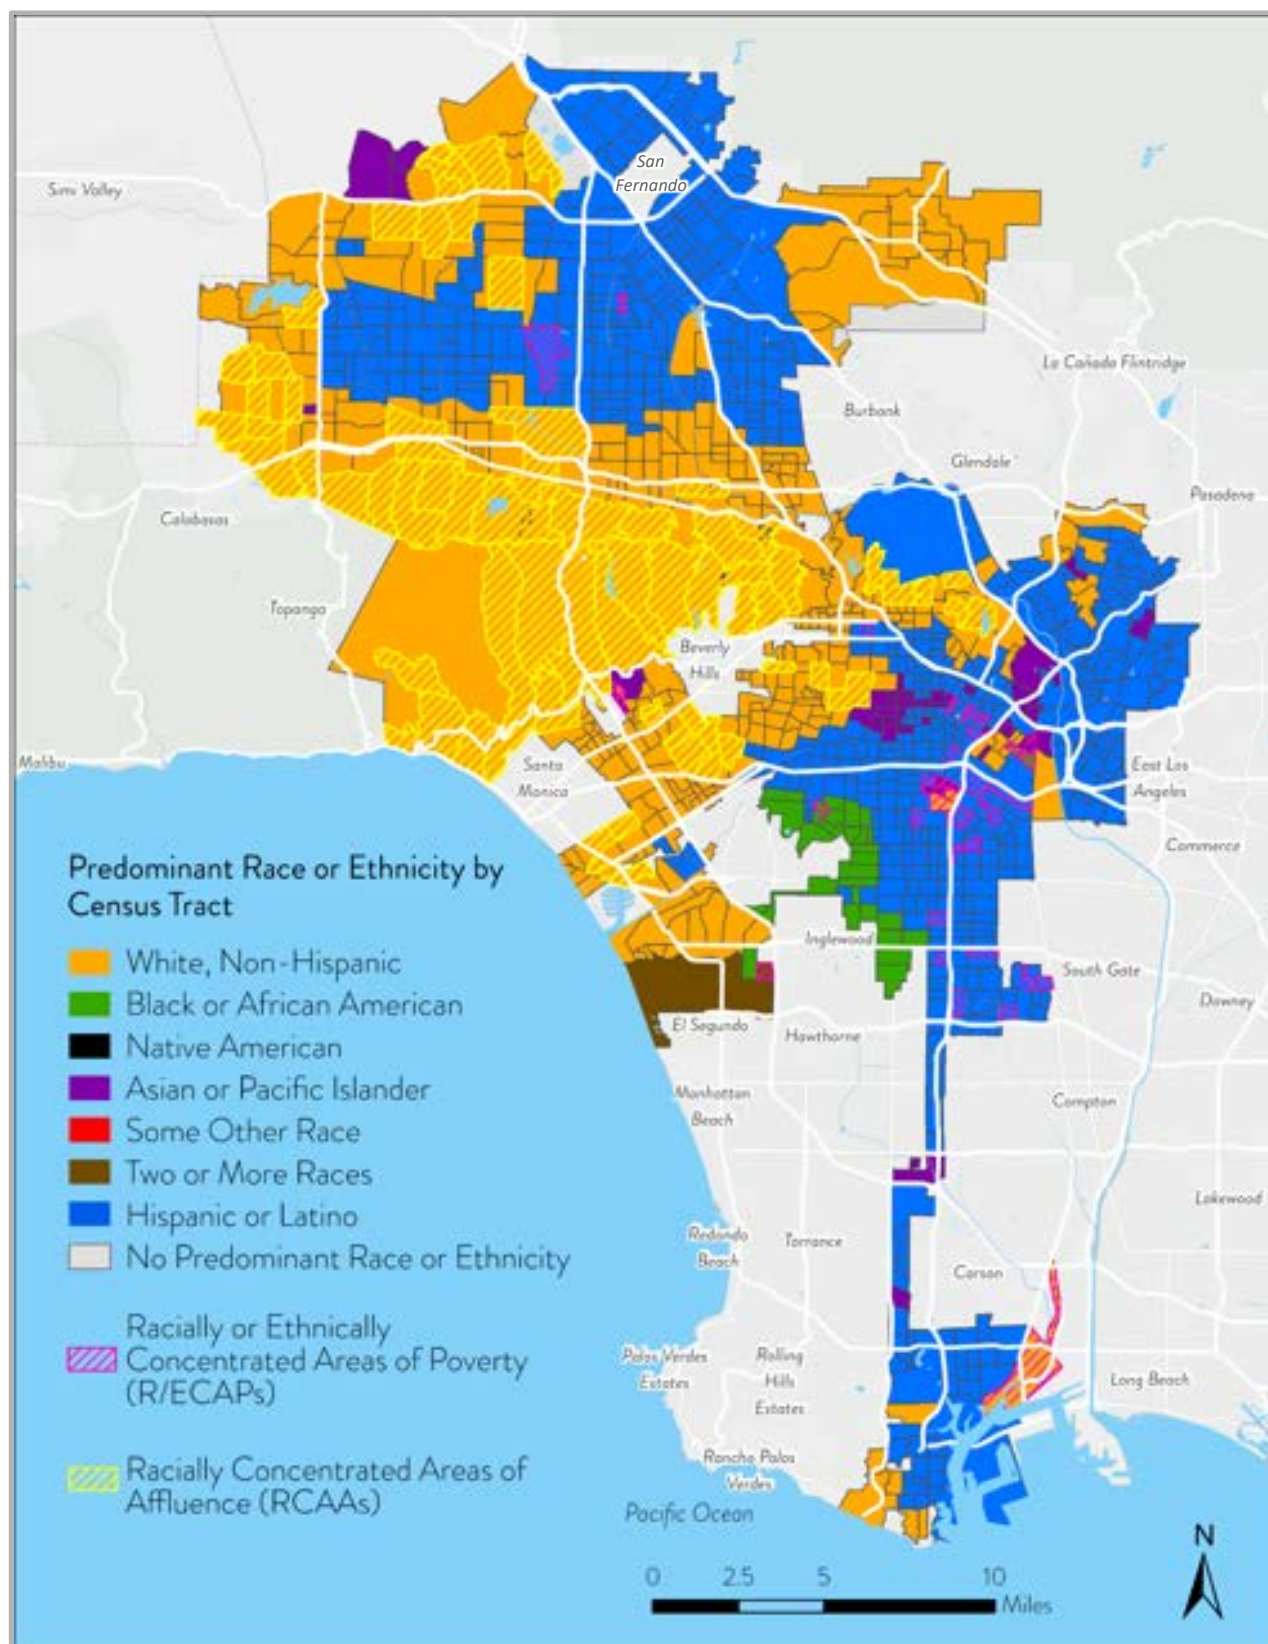 San
Fernando
Simi Valley
La Cañada Flintridge
Burbank
Glendale
Pasadena
Calabasas
Topanga
Beverly
Hills
Malibu
Santa
Monica
East Los
Angeles
Commerce
Predominant Race or Ethnicity by
Census Tract
White, Non-Hispanic
Black or African American
Native American
Asian or Pacific Islander
Some Other Race
Two or More Races
Hispanic or Latino
No Predominant Race or Ethnicity
Racially or Ethnically
Concentrated Areas of Poverty
(R/ECAPs)
Racially Concentrated Areas of
Affluence (RCAAs)
Inglewood
South Gate
Downey
El Segundo
Hawthorne
Manhattan
Beach
Compton
Lakewood
Redondo
Beach
Torrance
Carson
Palos Verdes
Estates
Rolling
Hills
Estates
Long Beach
Rancho Palos
Verdes
Pacific Ocean
N
0 2.5 5 10
Miles